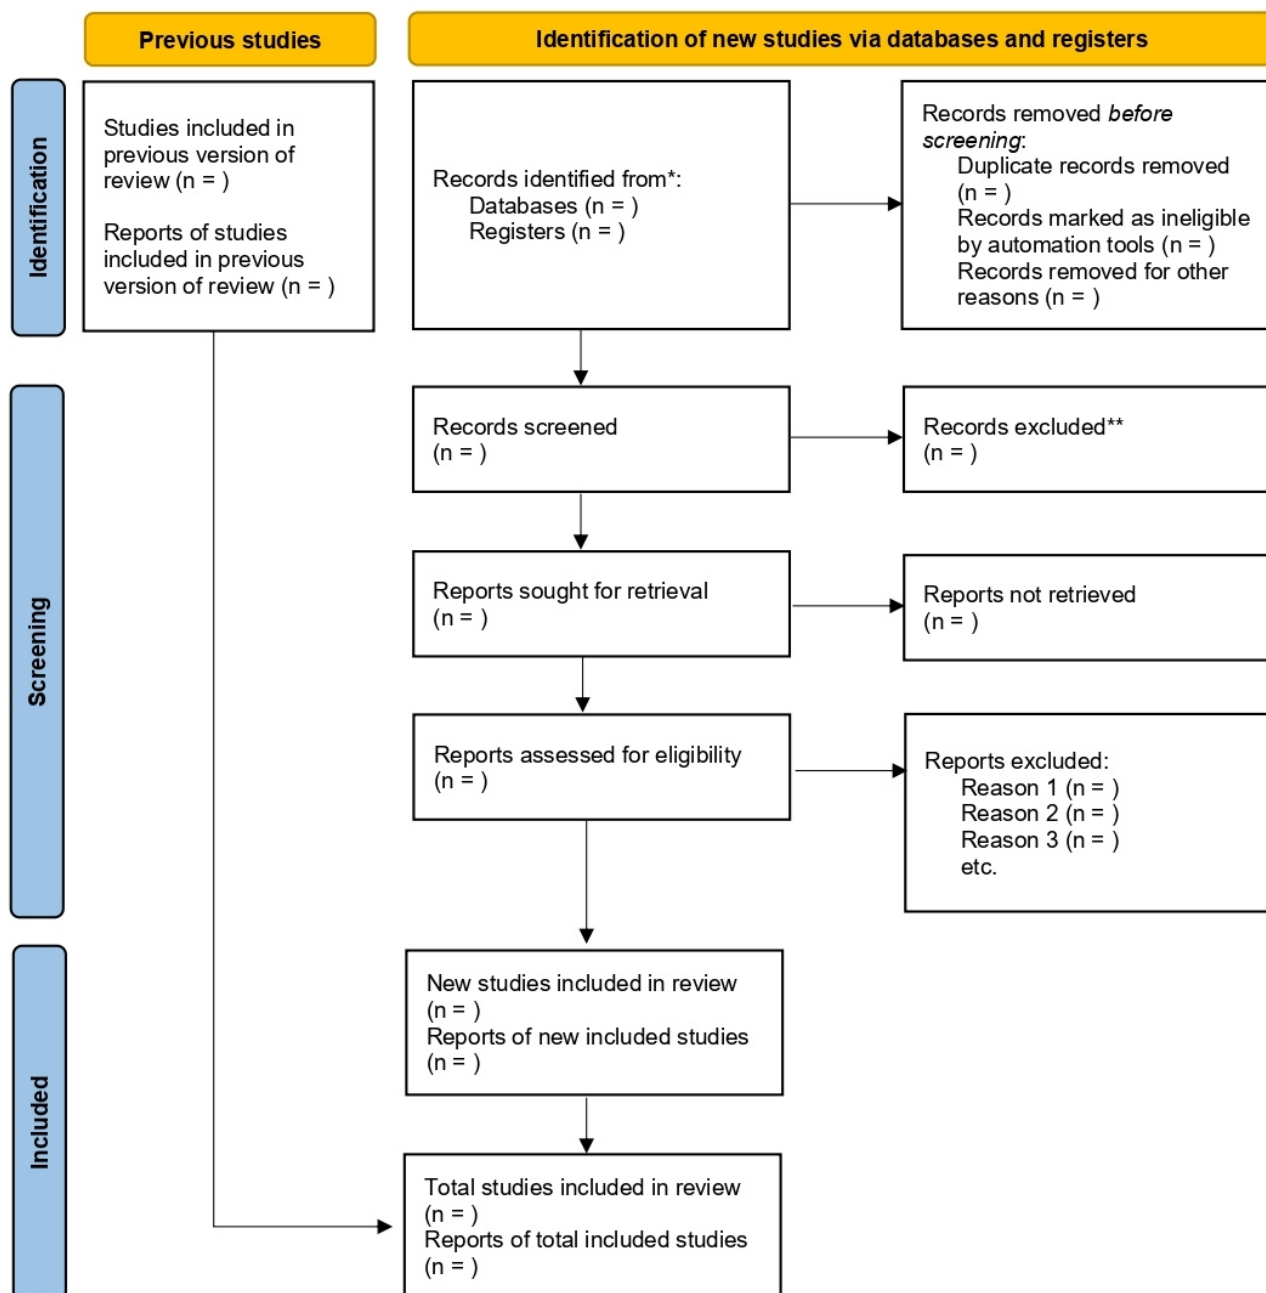 Previous studies
Identification of new studies via databases and registers
Identification
Studies included in
previous version of
review (n = )
Reports of studies
included in previous
version of review (n = )
Records identified from*:
Databases (n = )
Registers (n = )
Records removed before
screening:
Duplicate records removed
(n = )
Records marked as ineligible
by automation tools (n = )
Records removed for other
reasons (n = )
Screening
Records screened
(n = )
Records excluded**
(n = )
Reports sought for retrieval
(n = )
Reports not retrieved
(n = )
Reports assessed for eligibility
(n = )
Reports excluded:
Reason 1 (n = )
Reason 2 (n = )
Reason 3 (n = )
etc.
Included
New studies included in review
(n = )
Reports of new included studies
(n = )
Total studies included in review
(n = )
Reports of total included studies
(n = )